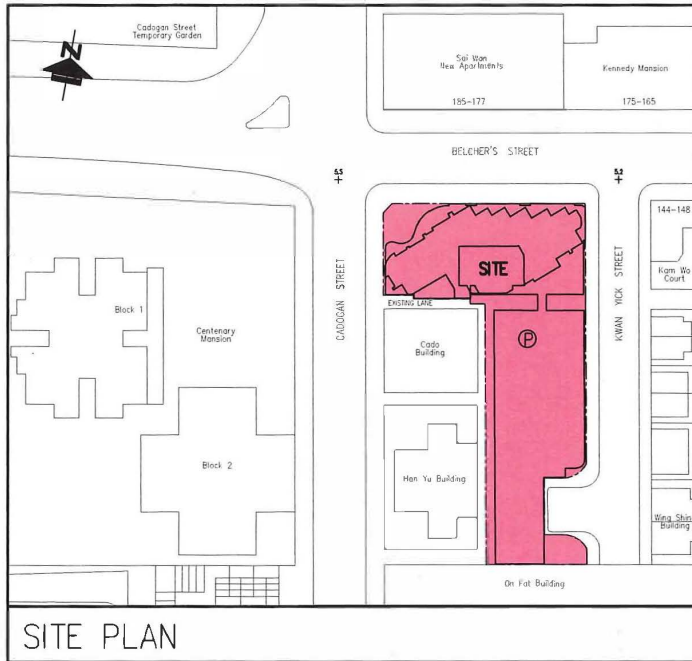 Cadogan Street
Temporary Garden
N
Sai Wan
New Apartments
185-177
Kennedy Mansion
175-165
BELCHER'S STREET
5.5
5.2
CADOGAN STREET
KWAN YICK STREET
144-148
Kam Wo
Court
SITE
EXISTING LANE
Block 1
Centenary
Mansion
Cado
Building
P
Block 2
Han Yu Building
Wing Shin
Building
On Fat Building
SITE PLAN